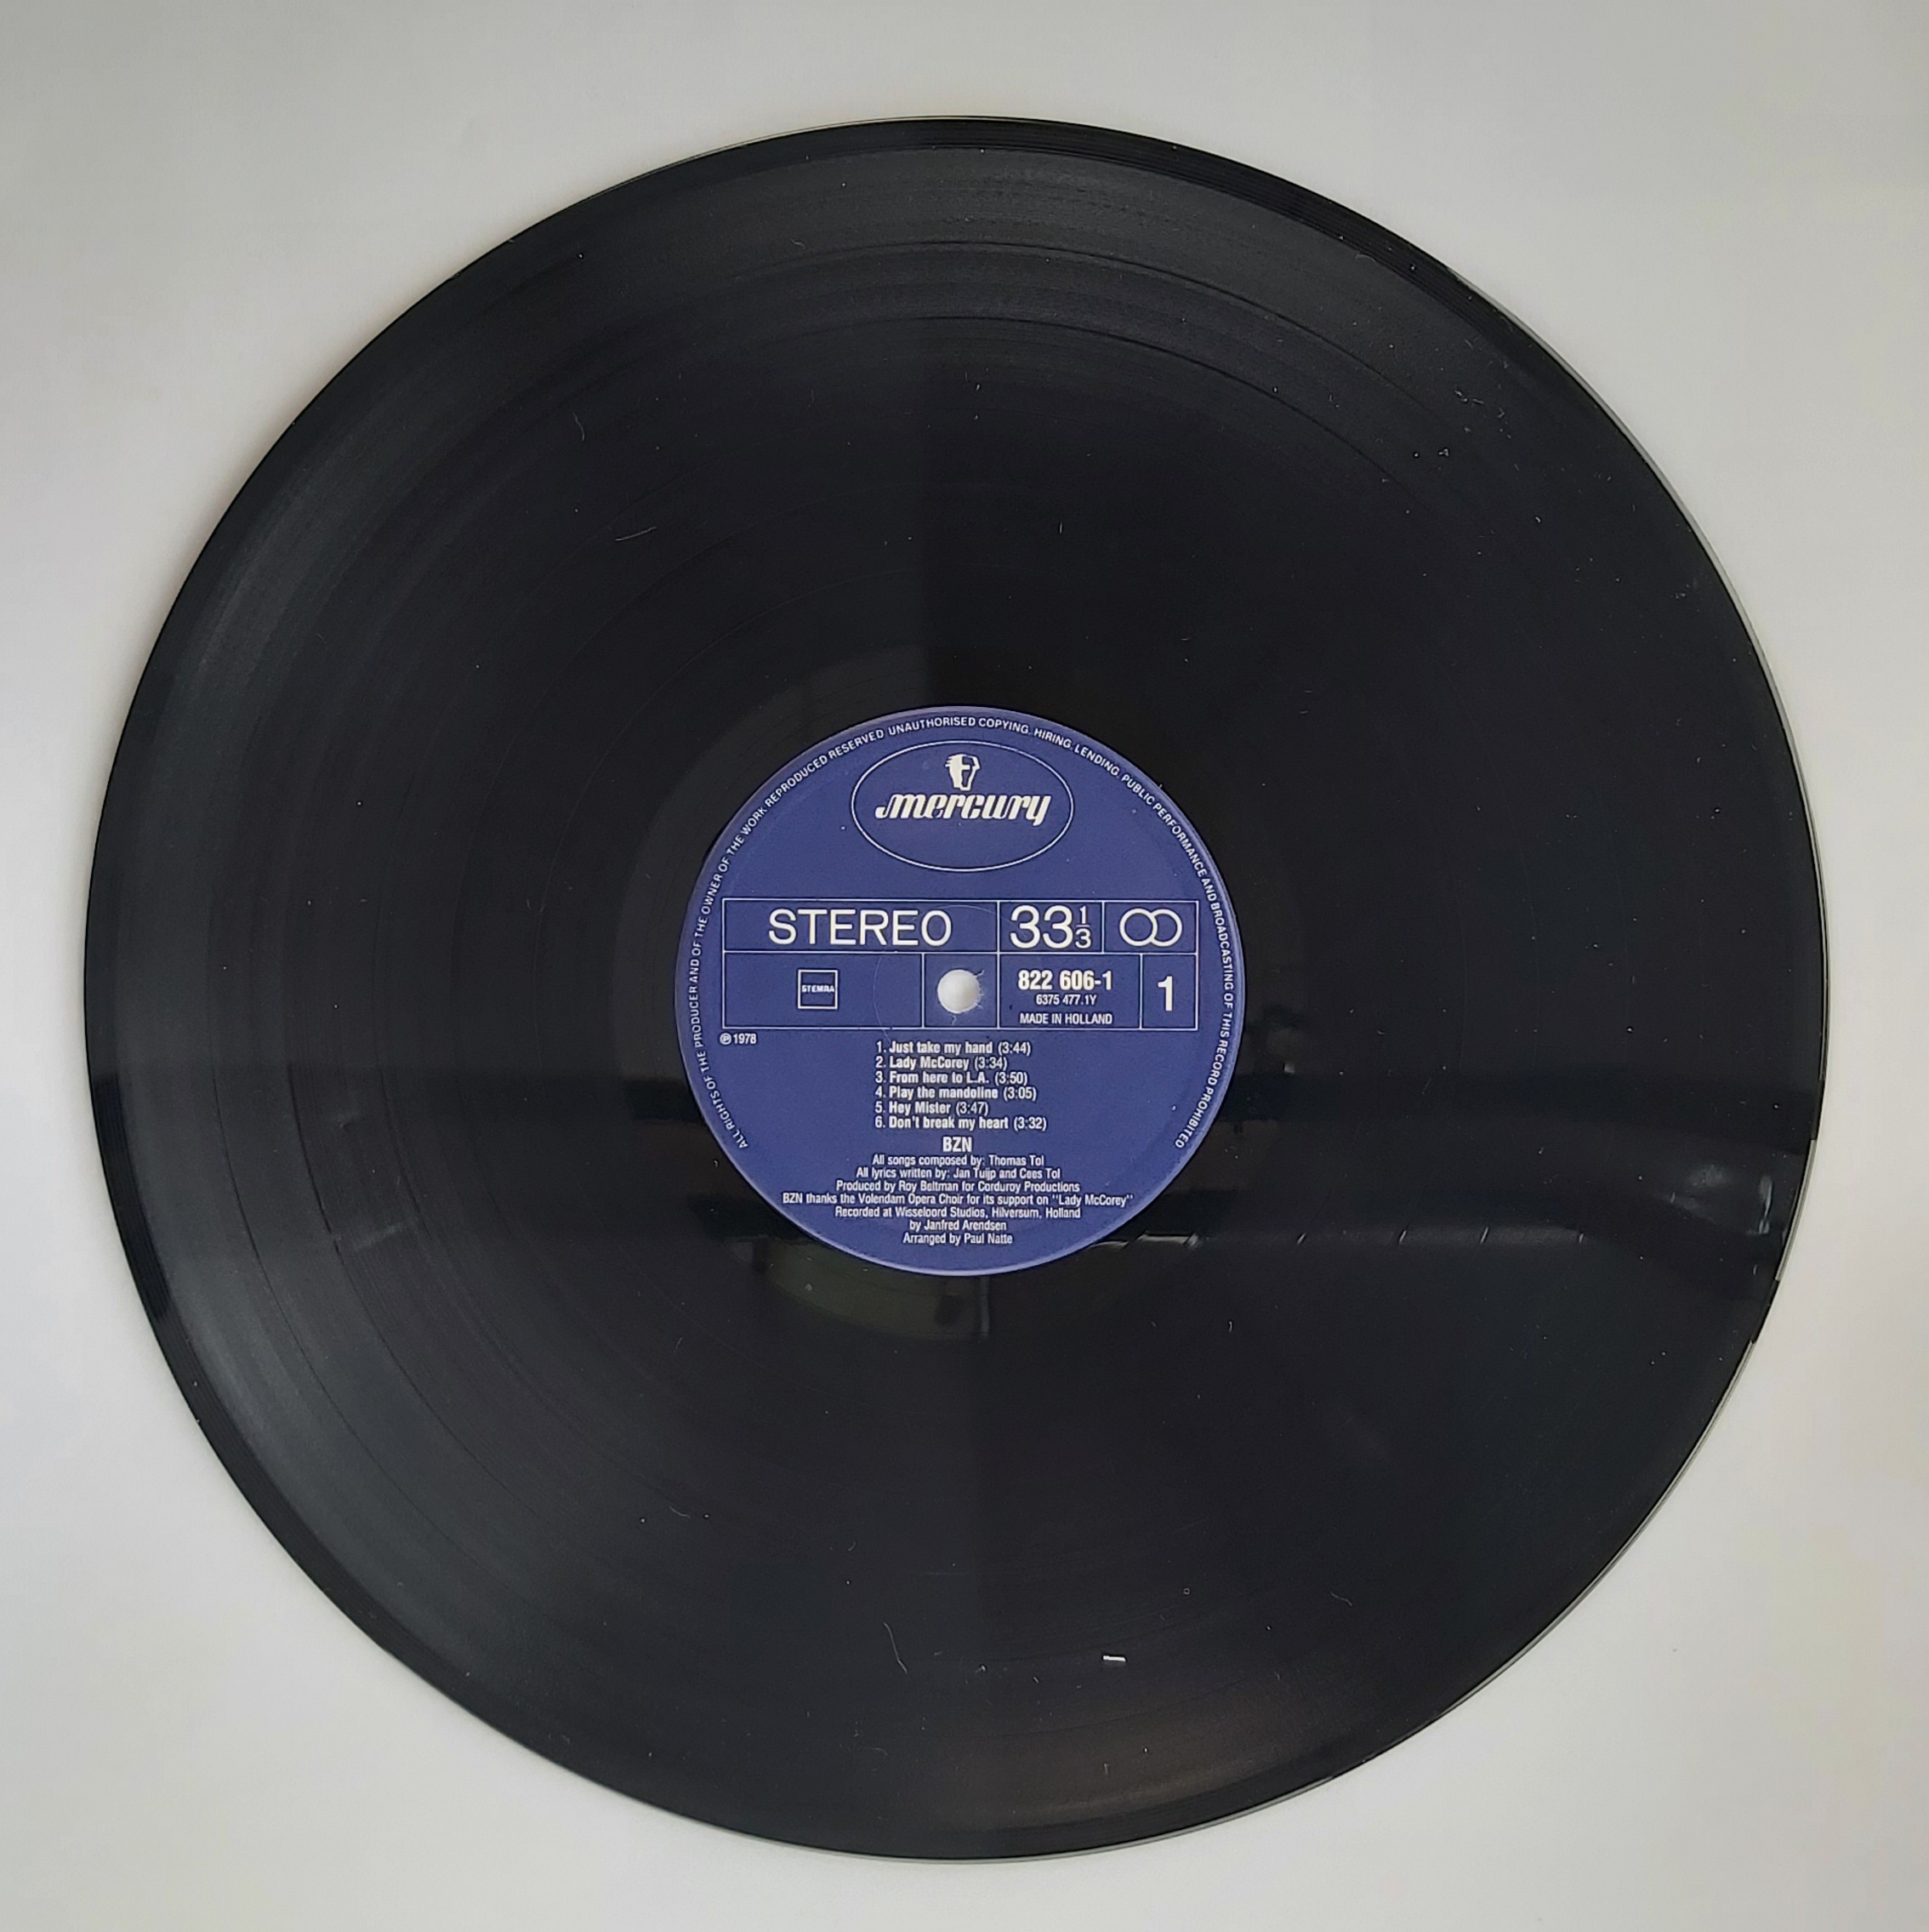 ALL RIGHTS OF THE PRODUCER AND OF THE OWNER OF THE WORK REPRODUCED RESERVED UNAUTHORISED COPYING, HIRING, LENDING, PUBLIC PERFORMANCE AND BROADCASTING OF THIS RECORD PROHIBITED
mercury
STEREO 33 1/3
STEMRA 822 606-1 1
6375 477.1Y
MADE IN HOLLAND
℗ 1978
1. Just take my hand (3:44)
2. Lady McCorey (3:34)
3. From here to L.A. (3:50)
4. Play the mandoline (3:05)
5. Hey Mister (3:47)
6. Don't break my heart (3:32)
BZN
All songs composed by: Thomas Tol
All lyrics written by: Jan Tuijp and Cees Tol
Produced by Roy Beltman for Corduroy Productions
BZN thanks the Volendam Opera Choir for its support on "Lady McCorey"
Recorded at Wisseloord Studios, Hilversum, Holland
by Janfred Arendsen
Arranged by Paul Natte